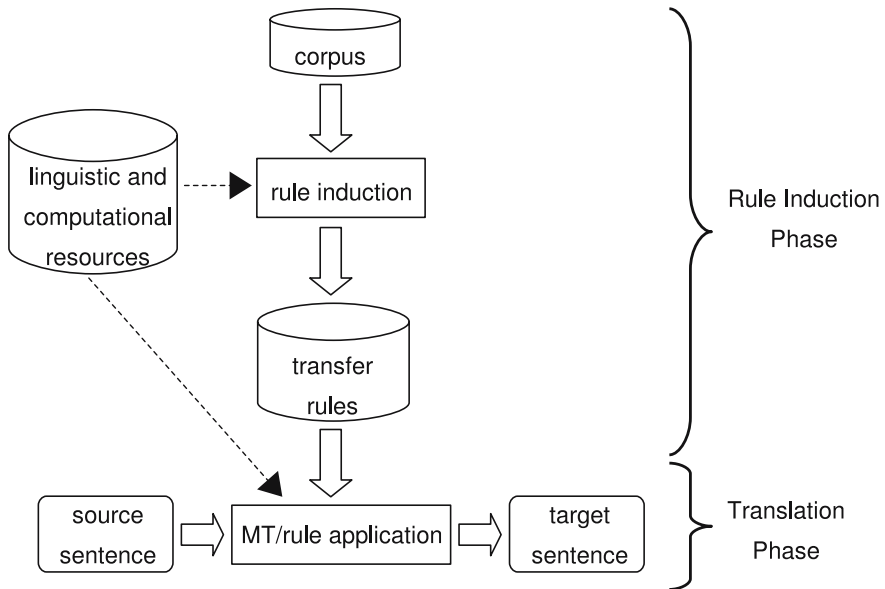 corpus
linguistic and
computational
resources
rule induction
Rule Induction
Phase
transfer
rules
source
sentence
MT/rule application
target
sentence
Translation
Phase